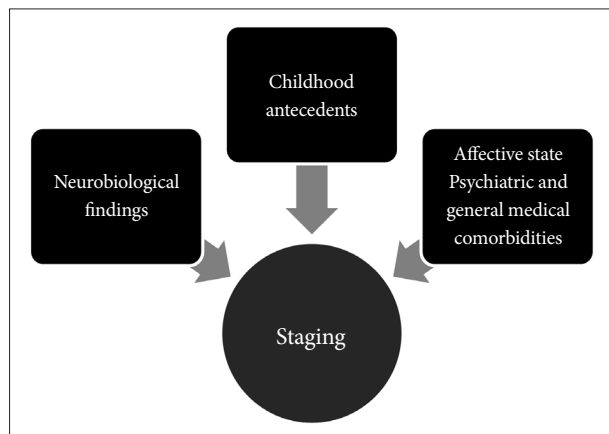 Childhood
antecedents
Neurobiological
findings
Affective state
Psychiatric and
general medical
comorbidities
Staging